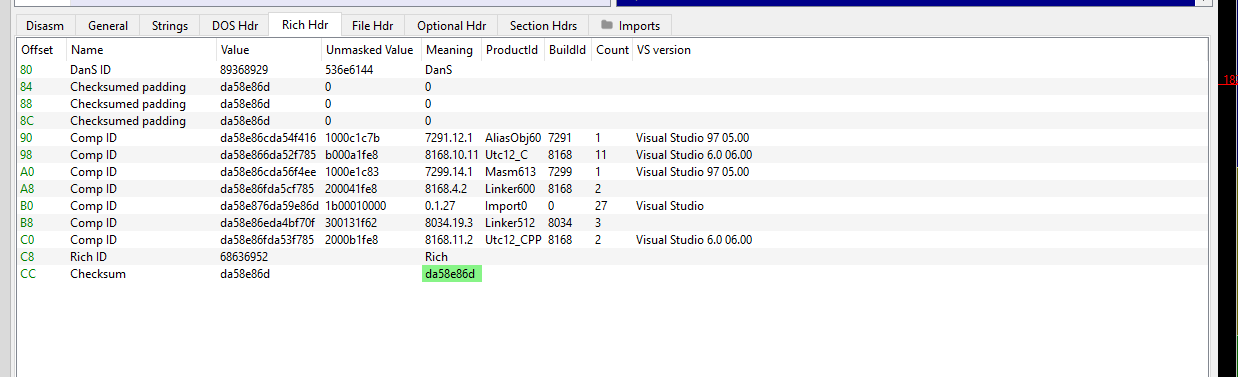 Disasm General Strings DOS Hdr Rich Hdr File Hdr Optional Hdr Section Hdrs Imports
Offset Name Value Unmasked Value Meaning ProductId BuildId Count VS version
80 DanS ID 89368929 536e6144 DanS
84 Checksumed padding da58e86d 0 0
88 Checksumed padding da58e86d 0 0
8C Checksumed padding da58e86d 0 0
90 Comp ID da58e86cda54f416 1000c1c7b 7291.12.1 AliasObj60 7291 1 Visual Studio 97 05.00
98 Comp ID da58e866da52f785 b000a1fe8 8168.10.11 Utc12_C 8168 11 Visual Studio 6.0 06.00
A0 Comp ID da58e86cda56f4ee 1000e1c83 7299.14.1 Masm613 7299 1 Visual Studio 97 05.00
A8 Comp ID da58e86fda5cf785 200041fe8 8168.4.2 Linker600 8168 2
B0 Comp ID da58e876da59e86d 1b00010000 0.1.27 Import0 0 27 Visual Studio
B8 Comp ID da58e86eda4bf70f 300131f62 8034.19.3 Linker512 8034 3
C0 Comp ID da58e86fda53f785 2000b1fe8 8168.11.2 Utc12_CPP 8168 2 Visual Studio 6.0 06.00
C8 Rich ID 68636952 Rich
CC Checksum da58e86d da58e86d